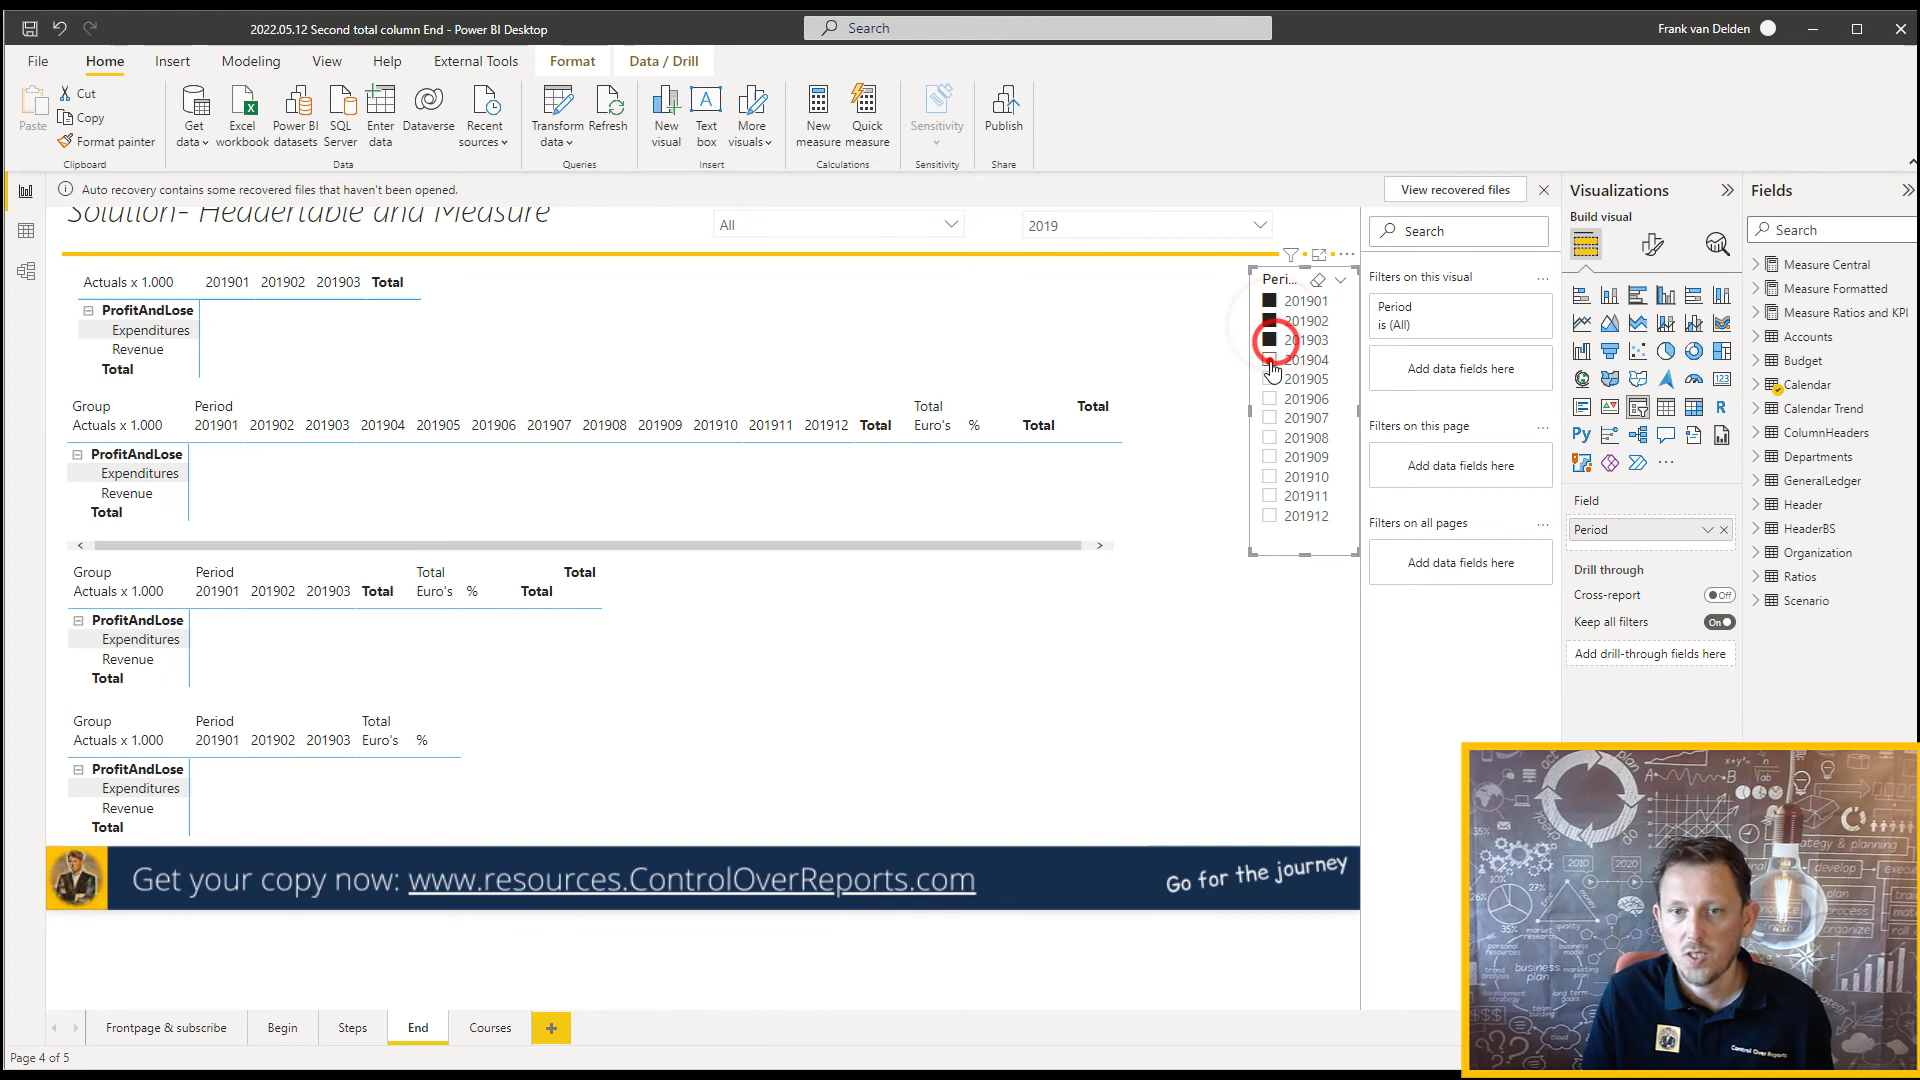 2022.05.12 Second total column End - Power BI Desktop
Search
Frank van Delden
File Home Insert Modeling View Help External Tools Format Data / Drill
Paste
Cut
Copy
Format painter
Clipboard
Get data
Excel workbook
Power BI datasets
SQL Server
Enter data
Dataverse
Recent sources
Data
Transform data
Refresh
Queries
New visual
Text box
More visuals
Insert
New measure
Quick measure
Calculations
Sensitivity
Sensitivity
Publish
Share
Auto recovery contains some recovered files that haven't been opened.
View recovered files
Solution- Headertable and Measure
All
2019
Actuals x 1.000 201901 201902 201903 Total
ProfitAndLose
Expenditures
Revenue
Total
Group Period Total Total
Actuals x 1.000 201901 201902 201903 201904 201905 201906 201907 201908 201909 201910 201911 201912 Total Euro's % Total
ProfitAndLose
Expenditures
Revenue
Total
Group Period Total Total
Actuals x 1.000 201901 201902 201903 Total Euro's % Total
ProfitAndLose
Expenditures
Revenue
Total
Group Period Total
Actuals x 1.000 201901 201902 201903 Euro's %
ProfitAndLose
Expenditures
Revenue
Total
Peri...
201901
201902
201903
201904
201905
201906
201907
201908
201909
201910
201911
201912
Get your copy now: www.resources.ControlOverReports.com
Go for the journey
Search
Filters on this visual ...
Period
is (All)
Add data fields here
Filters on this page ...
Add data fields here
Filters on all pages ...
Add data fields here
Visualizations
Build visual
Field
Period
Drill through
Cross-report Off
Keep all filters On
Add drill-through fields here
Fields
Search
Measure Central
Measure Formatted
Measure Ratios and KPI
Accounts
Budget
Calendar
Calendar Trend
ColumnHeaders
Departments
GeneralLedger
Header
HeaderBS
Organization
Ratios
Scenario
Control Over Reports
Frontpage & subscribe Begin Steps End Courses
Page 4 of 5